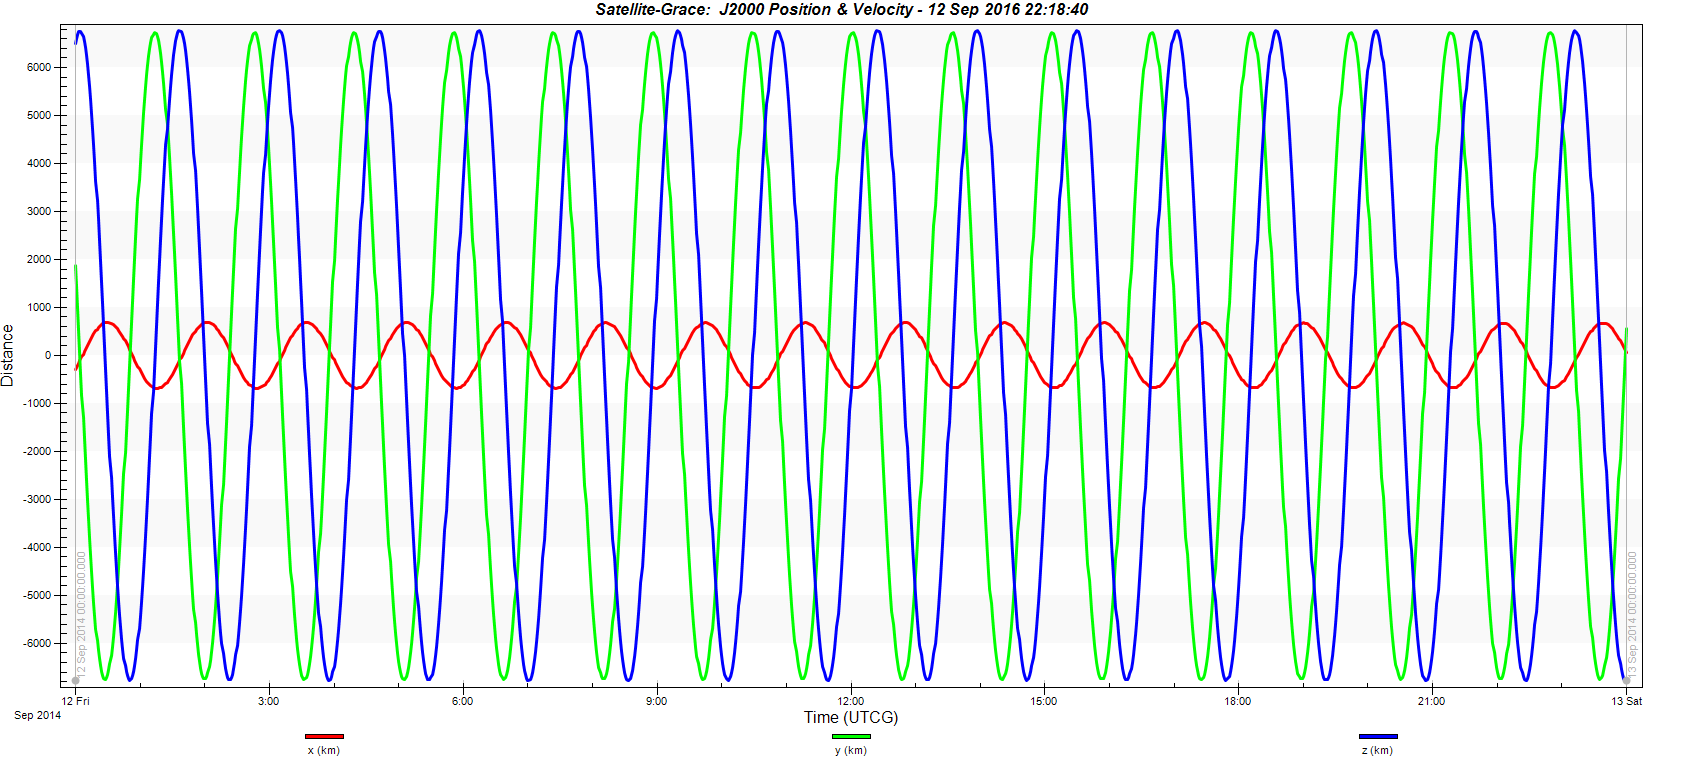 Satellite-Grace: J2000 Position & Velocity - 12 Sep 2016 22:18:40
Distance
6000
5000
4000
3000
2000
1000
0
-1000
-2000
-3000
-4000
-5000
-6000
12 Sep 2014 00:00:00.000
13 Sep 2014 00:00:00.000
12 Fri 3:00 6:00 9:00 12:00 15:00 18:00 21:00 13 Sat
Sep 2014
Time (UTCG)
x (km) y (km) z (km)